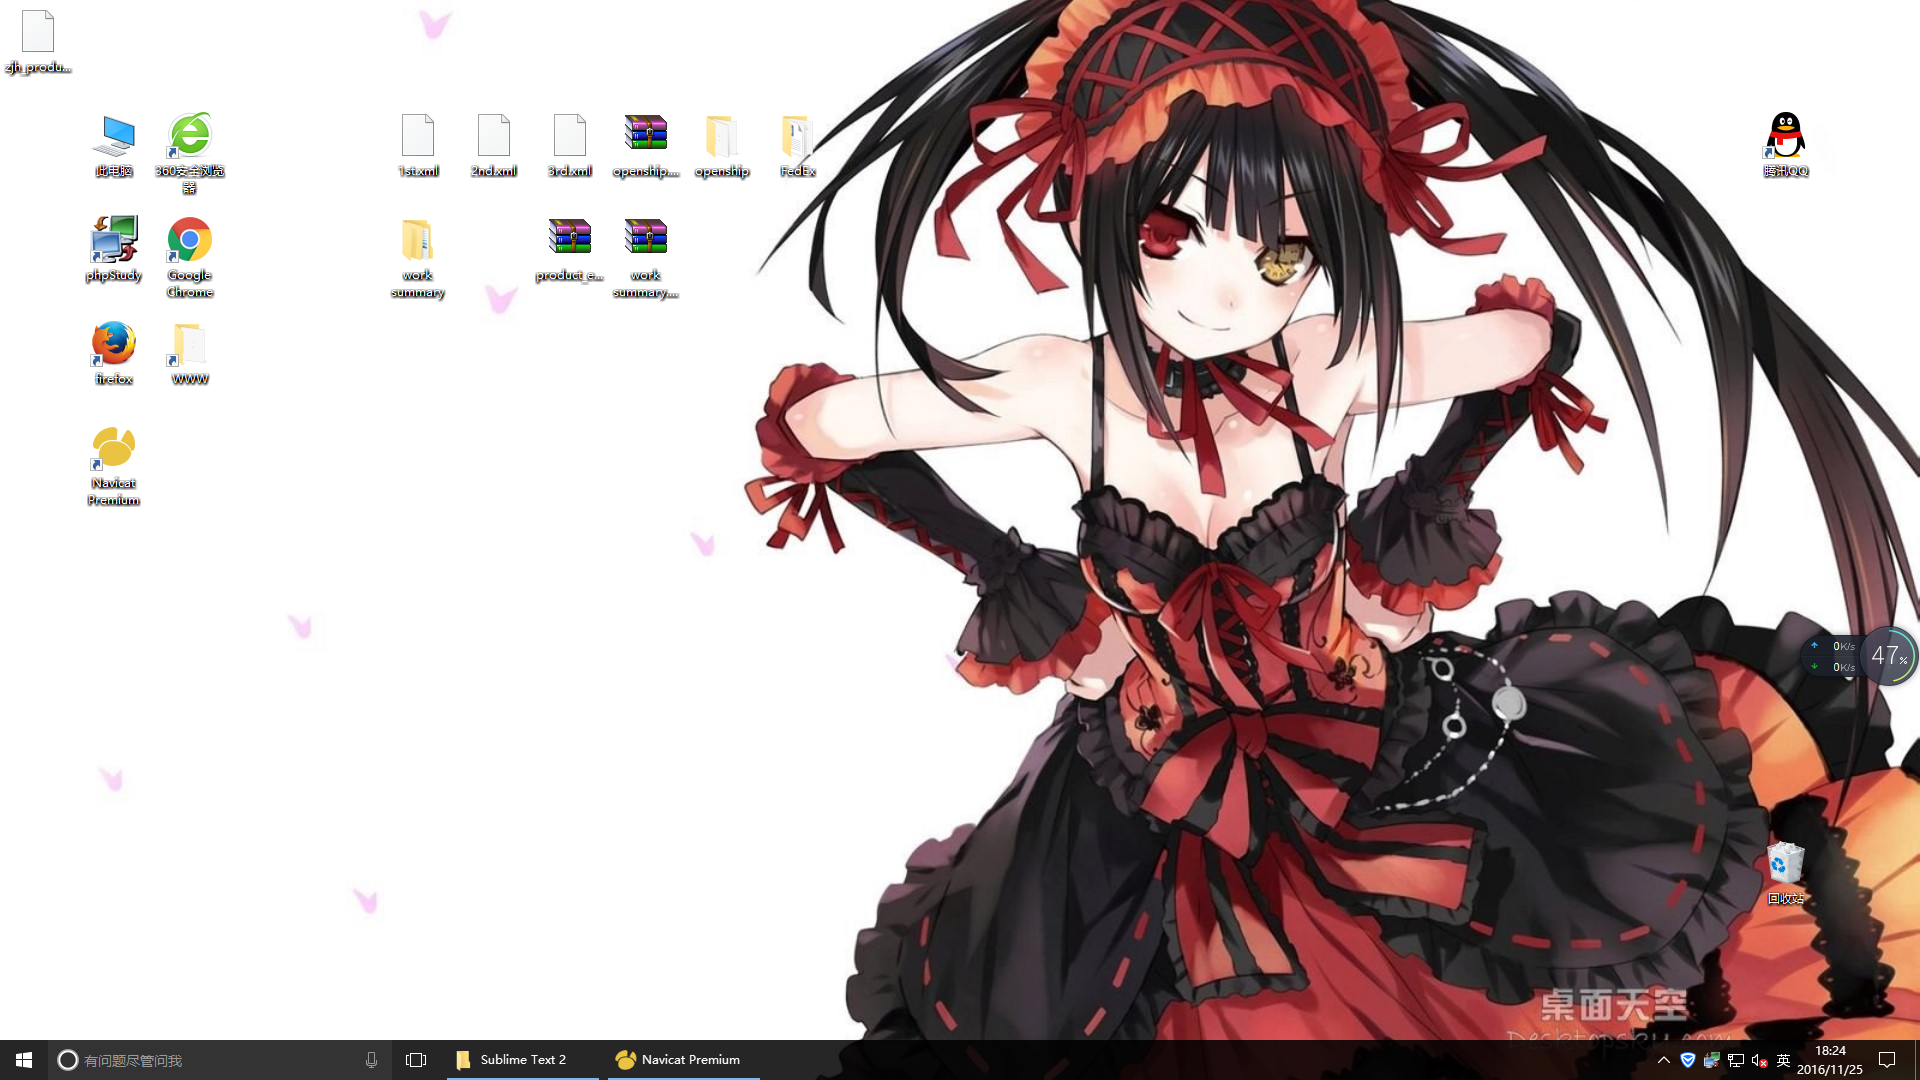 zjh_produ...
此电脑
360安全浏览
器
1st.xml
2nd.xml
3rd.xml
openship....
openship
FedEx
腾讯QQ
phpStudy
Google
Chrome
work
summary
product_e...
work
summary....
firefox
WWW
Navicat
Premium
0K/s
0K/s
47%
回收站
桌面天空
Desktopsky.com
有问题尽管问我
Sublime Text 2
Navicat Premium
英
18:24
2016/11/25